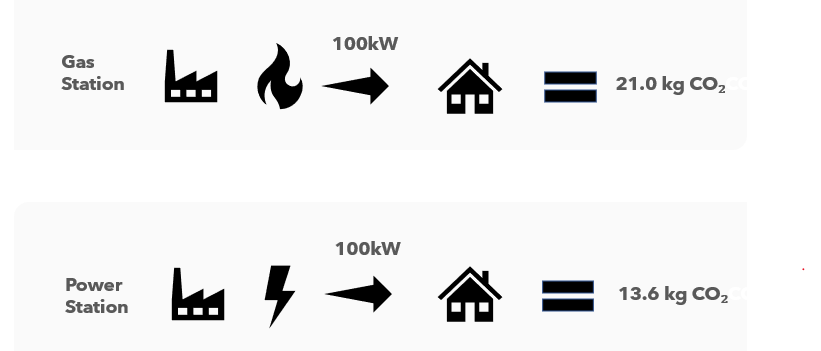 100kW
Gas
Station
21.0 kg CO₂
100kW
Power
Station
13.6 kg CO₂